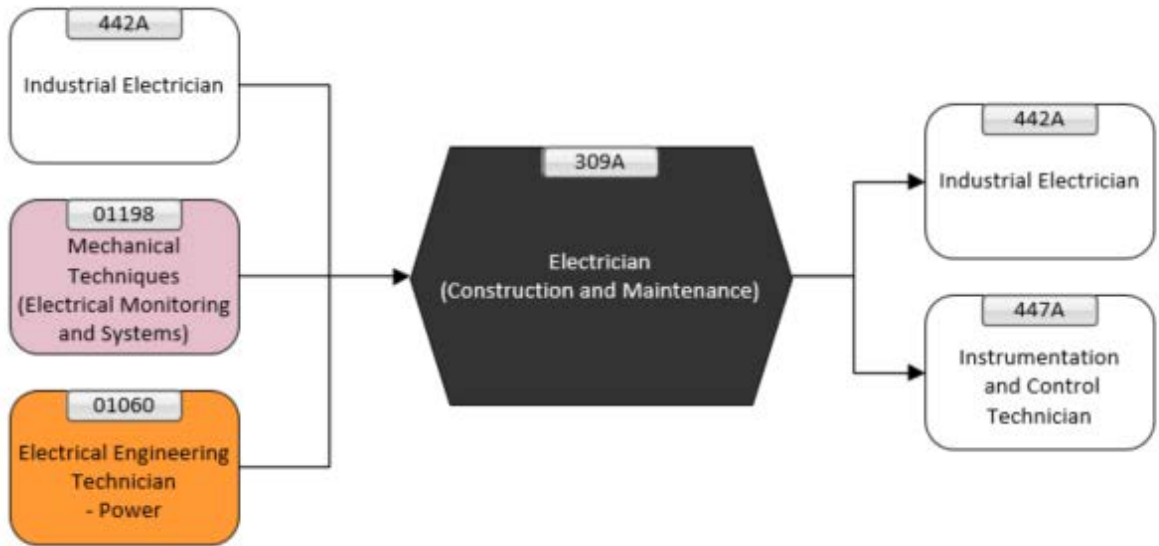 442A
Industrial Electrician
01198
Mechanical
Techniques
(Electrical Monitoring
and Systems)
01060
Electrical Engineering
Technician
- Power
309A
Electrician
(Construction and Maintenance)
442A
Industrial Electrician
447A
Instrumentation
and Control
Technician